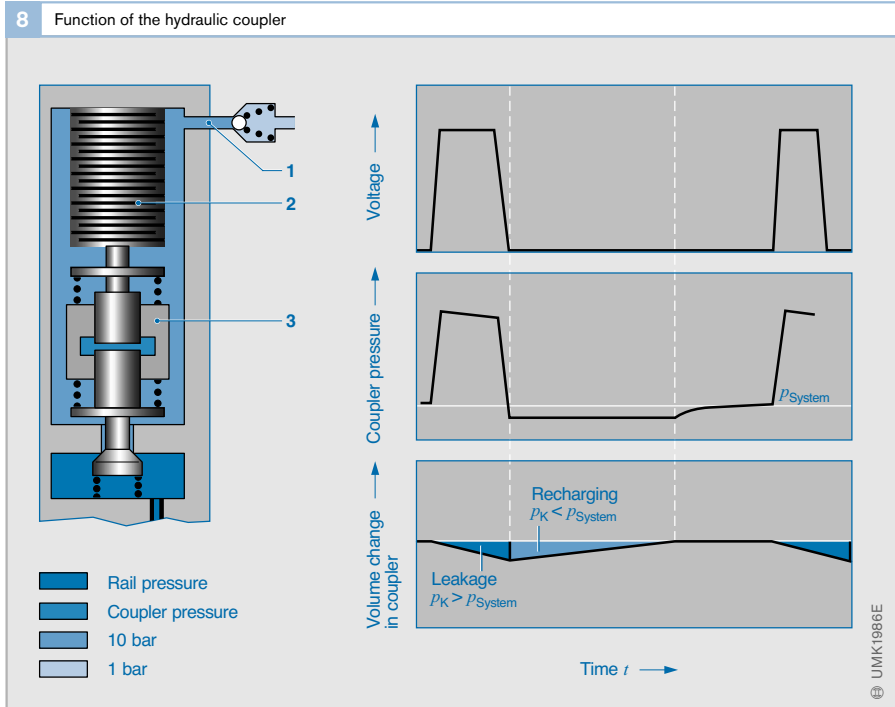 8 Function of the hydraulic coupler
1
2
3
Rail pressure
Coupler pressure
10 bar
1 bar
Voltage
Coupler pressure
pSystem
Volume change
in coupler
Recharging
pK < pSystem
Leakage
pK > pSystem
Time t
© UMK1986E